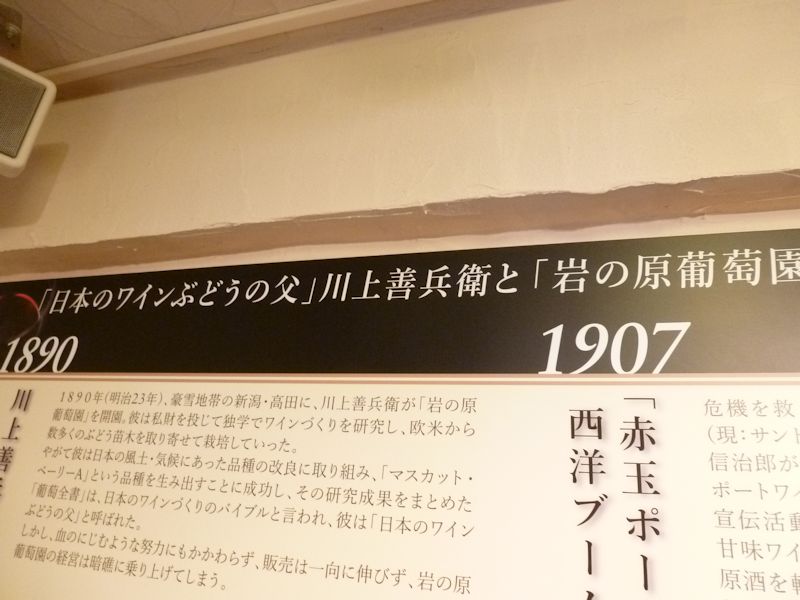 「日本のワインぶどうの父」川上善兵衛と「岩の原葡萄園
1890
1907
川上善
1890年(明治23年)、豪雪地帯の新潟・高田に、川上善兵衛が「岩の原
葡萄園」を開園。彼は私財を投じて独学でワインづくりを研究し、欧米から
数多くのぶどう苗木を取り寄せて栽培していった。
やがて彼は日本の風土・気候にあった品種の改良に取り組み、「マスカット・
ベーリーA」という品種を生み出すことに成功し、その研究成果をまとめた
「葡萄全書」は、日本のワインづくりのバイブルと言われ、彼は「日本のワイン
ぶどうの父」と呼ばれた。
しかし、血のにじむような努力にもかかわらず、販売は一向に伸びず、岩の原
葡萄園の経営は暗礁に乗り上げてしまう。
「赤玉ポー
西洋ブーム
危機を救
(現：サント
信治郎が
ポートワイ
宣伝活動
甘味ワイ
原酒を